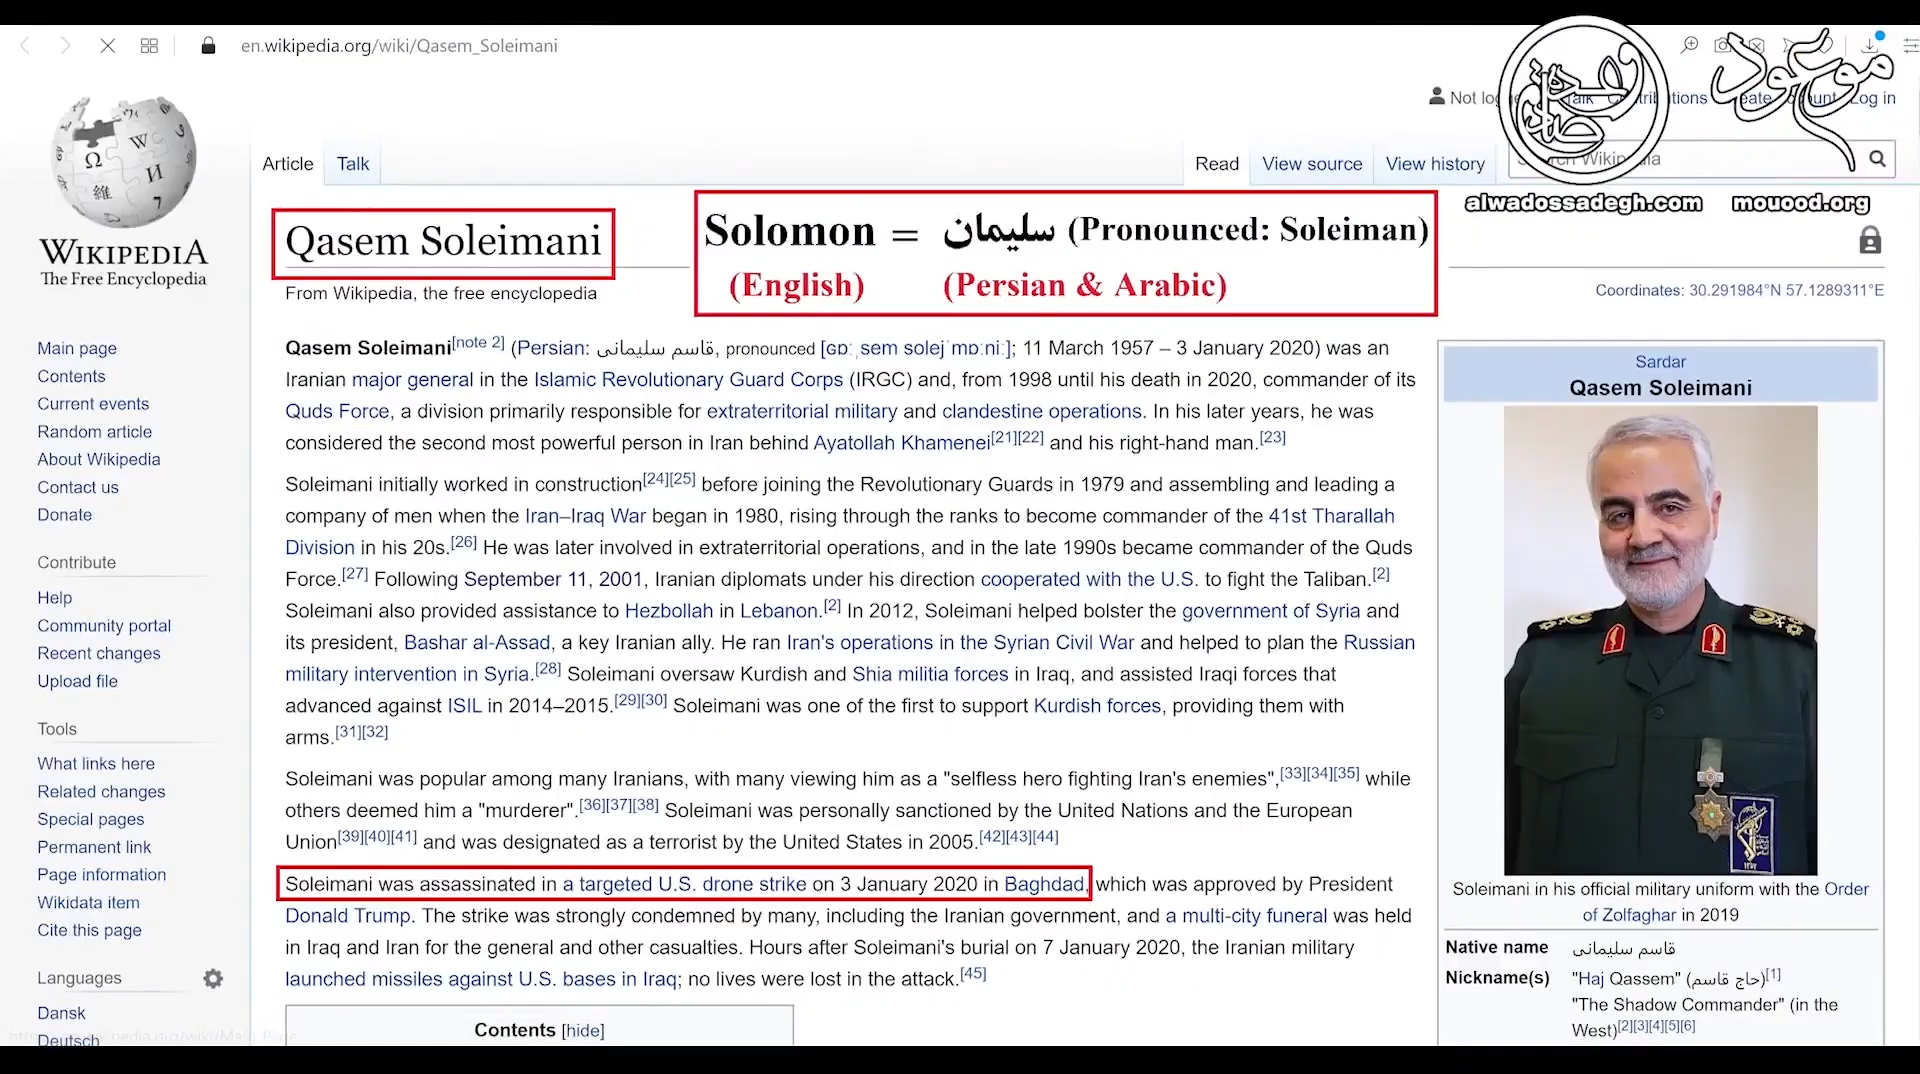 en.wikipedia.org/wiki/Qasem_Soleimani
موعود
Not
Talk
Log in
Article
Talk
Read
View source
View history
alwadossadegh.com
mouood.org
WIKIPEDIA
The Free Encyclopedia
Qasem Soleimani
Solomon = سلیمان (Pronounced: Soleiman)
(English) (Persian & Arabic)
From Wikipedia, the free encyclopedia
Coordinates: 30.291984°N 57.1289311°E
Main page
Contents
Current events
Random article
About Wikipedia
Contact us
Donate
Contribute
Help
Community portal
Recent changes
Upload file
Tools
What links here
Related changes
Special pages
Permanent link
Page information
Wikidata item
Cite this page
Languages
Dansk
Deutsch
Qasem Soleimani[note 2] (Persian: قاسم سلیمانی, pronounced [ɢɒːˌsem solejˈmɒːniː]; 11 March 1957 – 3 January 2020) was an
Iranian major general in the Islamic Revolutionary Guard Corps (IRGC) and, from 1998 until his death in 2020, commander of its
Quds Force, a division primarily responsible for extraterritorial military and clandestine operations. In his later years, he was
considered the second most powerful person in Iran behind Ayatollah Khamenei[21][22] and his right-hand man.[23]
Soleimani initially worked in construction[24][25] before joining the Revolutionary Guards in 1979 and assembling and leading a
company of men when the Iran–Iraq War began in 1980, rising through the ranks to become commander of the 41st Tharallah
Division in his 20s.[26] He was later involved in extraterritorial operations, and in the late 1990s became commander of the Quds
Force.[27] Following September 11, 2001, Iranian diplomats under his direction cooperated with the U.S. to fight the Taliban.[2]
Soleimani also provided assistance to Hezbollah in Lebanon.[2] In 2012, Soleimani helped bolster the government of Syria and
its president, Bashar al-Assad, a key Iranian ally. He ran Iran's operations in the Syrian Civil War and helped to plan the Russian
military intervention in Syria.[28] Soleimani oversaw Kurdish and Shia militia forces in Iraq, and assisted Iraqi forces that
advanced against ISIL in 2014–2015.[29][30] Soleimani was one of the first to support Kurdish forces, providing them with
arms.[31][32]
Soleimani was popular among many Iranians, with many viewing him as a "selfless hero fighting Iran's enemies",[33][34][35] while
others deemed him a "murderer".[36][37][38] Soleimani was personally sanctioned by the United Nations and the European
Union[39][40][41] and was designated as a terrorist by the United States in 2005.[42][43][44]
Soleimani was assassinated in a targeted U.S. drone strike on 3 January 2020 in Baghdad, which was approved by President
Donald Trump. The strike was strongly condemned by many, including the Iranian government, and a multi-city funeral was held
in Iraq and Iran for the general and other casualties. Hours after Soleimani's burial on 7 January 2020, the Iranian military
launched missiles against U.S. bases in Iraq; no lives were lost in the attack.[45]
Contents [hide]
Sardar
Qasem Soleimani
Soleimani in his official military uniform with the Order
of Zolfaghar in 2019
Native name قاسم سلیمانی
Nickname(s) "Haj Qassem" (حاج قاسم)[1]
"The Shadow Commander" (in the
West)[2][3][4][5][6]